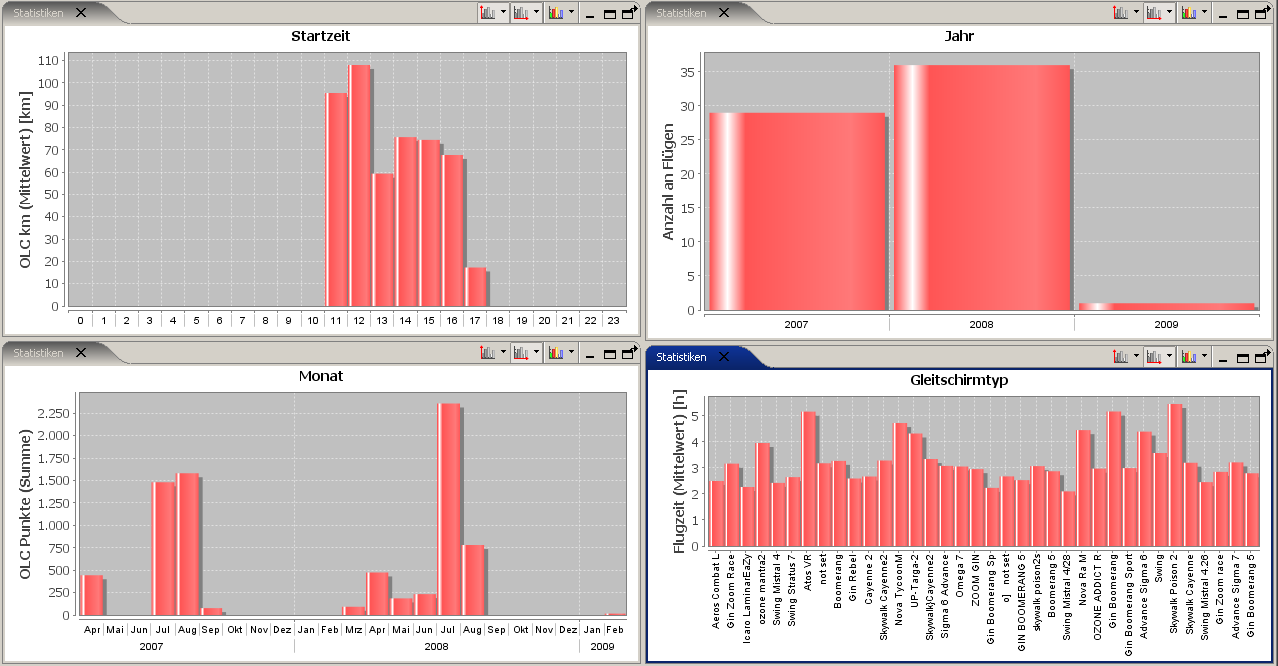 Statistiken
Startzeit
OLC km (Mittelwert) [km]
110
100
90
80
70
60
50
40
30
20
10
0
0 1 2 3 4 5 6 7 8 9 10 11 12 13 14 15 16 17 18 19 20 21 22 23
Statistiken
Jahr
Anzahl an Flügen
35
30
25
20
15
10
5
0
2007 2008 2009
Statistiken
Monat
OLC Punkte (Summe)
2.250
2.000
1.750
1.500
1.250
1.000
750
500
250
0
Apr Mai Jun Jul Aug Sep Okt Nov Dez Jan Feb Mrz Apr Mai Jun Jul Aug Sep Okt Nov Dez Jan Feb
2007 2008 2009
Statistiken
Gleitschirmtyp
Flugzeit (Mittelwert) [h]
5
4
3
2
1
0
Aeros Combat L
Gin Zoom Race
Icaro LaminarEaZy
ozone mantra2
Swing Mistral 4
Swing Stratus 7
Atos VR
not set
Boomerang
Gin Rebel
Cayenne 2
Skywalk Cayenne2
Nova TycoonM
UP-Targa-2
Skywalk}Cayenne2
Sigma 6 Advance
Omega 7
ZOOM GIN
Gin Boomerang Sp
o] not set
GIN BOOMERANG 5
skywalk poison2s
Boomerang 5
Swing Mistral 4/28
Nova Ra M
OZONE ADDICT R
Gin Boomerang
Gin Boomerang Sport
Advance Sigma 6
Swing
Skywalk Poison 2
Skywalk Cayenne
Swing Mistral 4.26
Gin Zoom race
Advance Sigma 7
Gin Boomerang 5